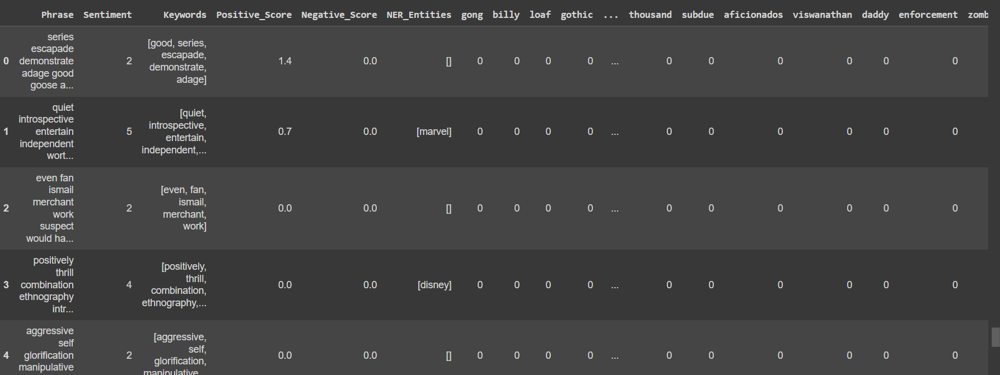 Phrase Sentiment Keywords Positive_Score Negative_Score NER_Entities gong billy loaf gothic ... thousand subdue aficionados viswanathan daddy enforcement zomb
series
escapade
demonstrate
adage good
goose a...
0 2 [good, series,
escapade,
demonstrate,
adage] 1.4 0.0 [] 0 0 0 0 ... 0 0 0 0 0 0
quiet
introspective
entertain
independent
wort...
1 5 [quiet,
introspective,
entertain,
independent,... 0.7 0.0 [marvel] 0 0 0 0 ... 0 0 0 0 0 0
even fan
ismail
merchant
work
suspect
would ha...
2 2 [even, fan,
ismail,
merchant,
work] 0.0 0.0 [] 0 0 0 0 ... 0 0 0 0 0 0
positively
thrill
combination
ethnography
intr...
3 4 [positively,
thrill,
combination,
ethnography,... 0.0 0.0 [disney] 0 0 0 0 ... 0 0 0 0 0 0
aggressive
self
glorification
manipulative
4 2 [aggressive,
self,
glorification,
manipulative 0.0 0.0 [] 0 0 0 0 ... 0 0 0 0 0 0